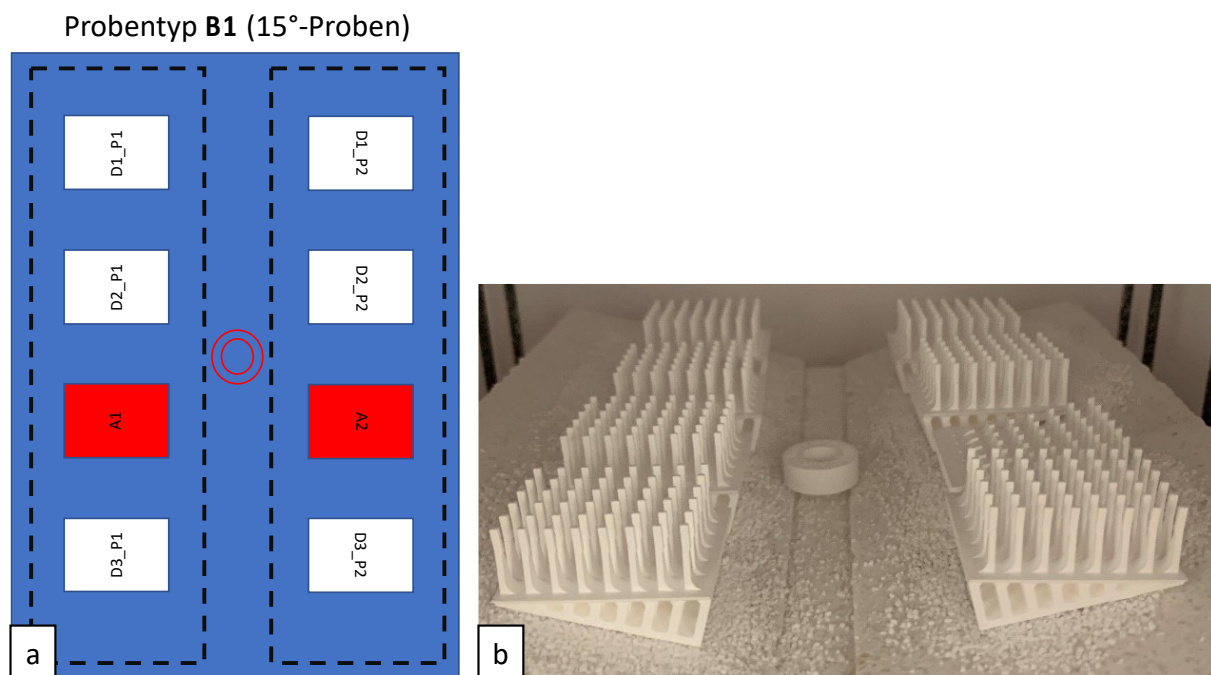 Probentyp B1 (15°-Proben)
D1_P1
D1_P2
D2_P1
D2_P2
A1
A2
D3_P1
D3_P2
a
b